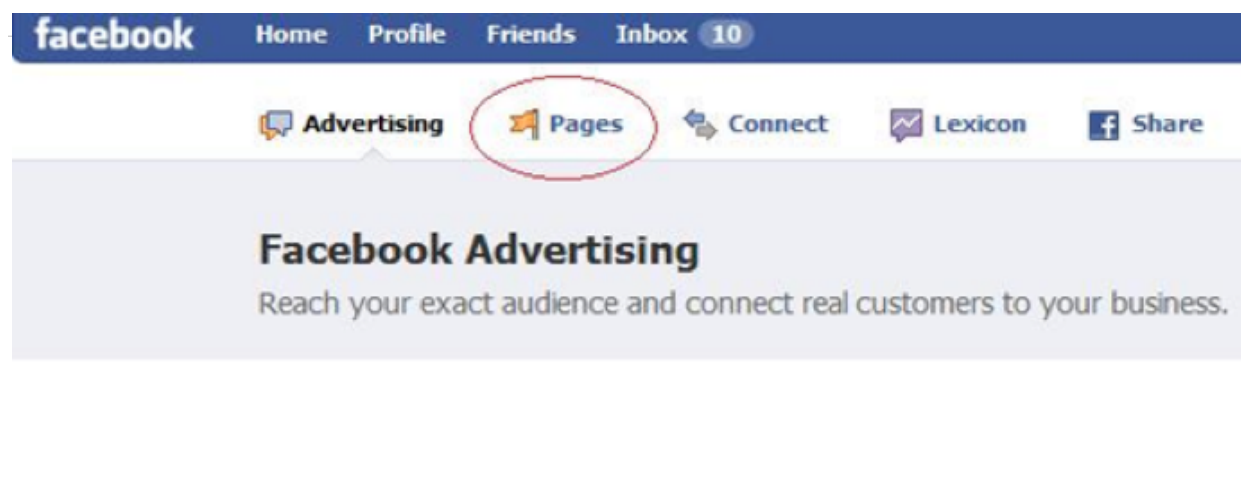 facebook Home Profile Friends Inbox 10
Advertising Pages Connect Lexicon Share
Facebook Advertising
Reach your exact audience and connect real customers to your business.